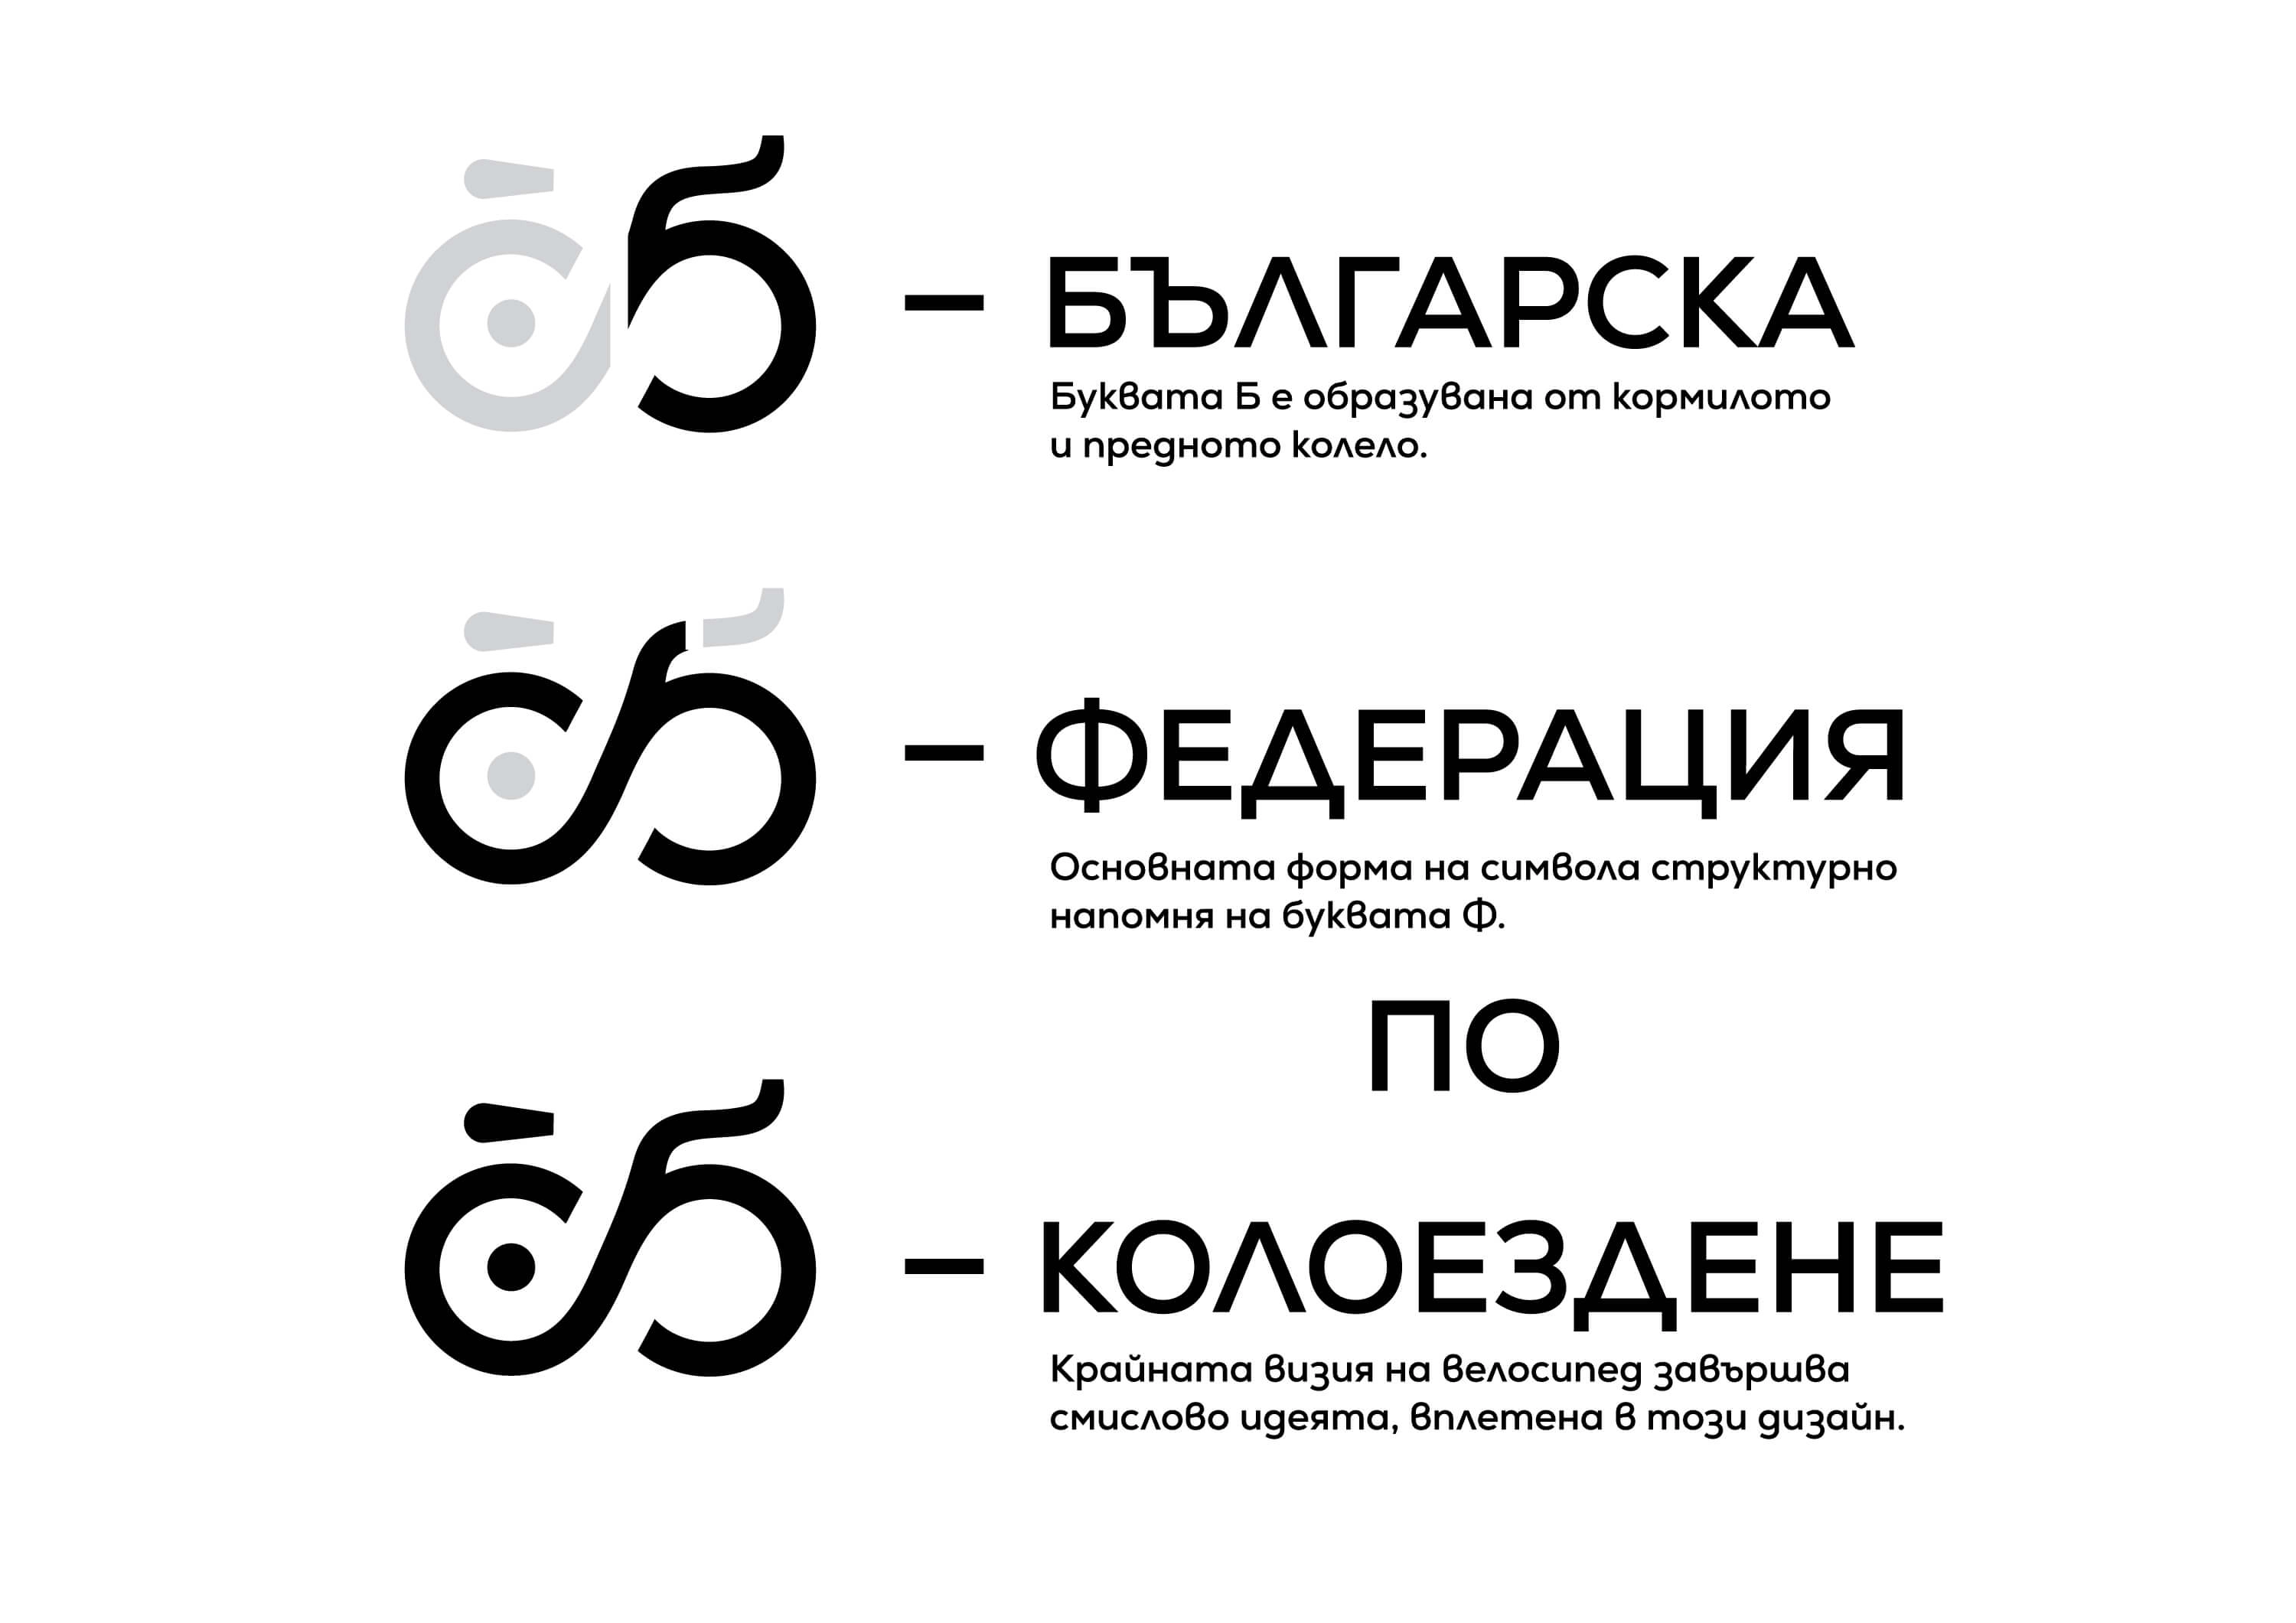 – БЪЛГАРСКА
Буквата Б е образувана от кормилото
и предното колело.
– ФЕДЕРАЦИЯ
Основната форма на символа структурно
напомня на буквата Ф.
ПО
– КОЛОЕЗДЕНЕ
Крайната визия на велосипед завършва
смислово идеята, вплетена в този дизайн.